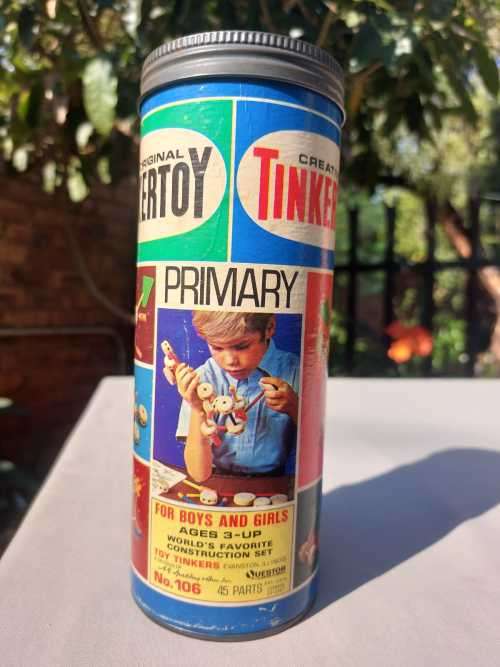 RIGINAL
ERTOY
CREAT
TINKE
PRIMARY
FOR BOYS AND GIRLS
AGES 3-UP
WORLD'S FAVORITE
CONSTRUCTION SET
TOY TINKERS EVANSTON, ILLINOIS
QUESTOR
No. 106 45 PARTS